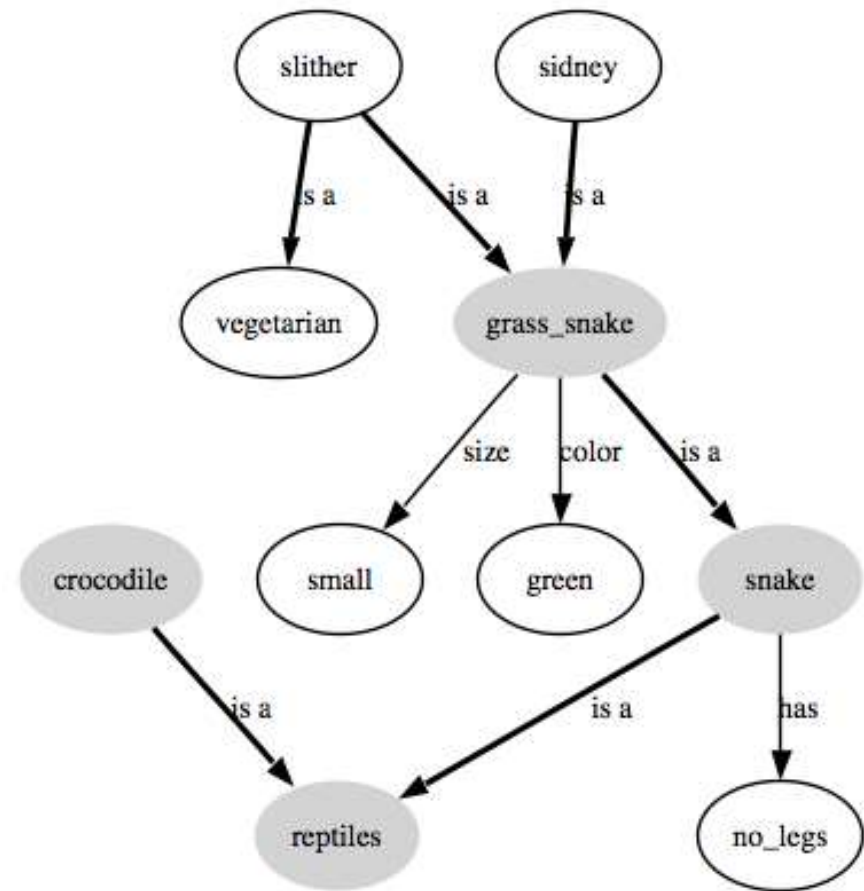 slither
sidney
is a
is a
is a
vegetarian
grass_snake
size
color
is a
crocodile
small
green
snake
is a
is a
has
reptiles
no_legs